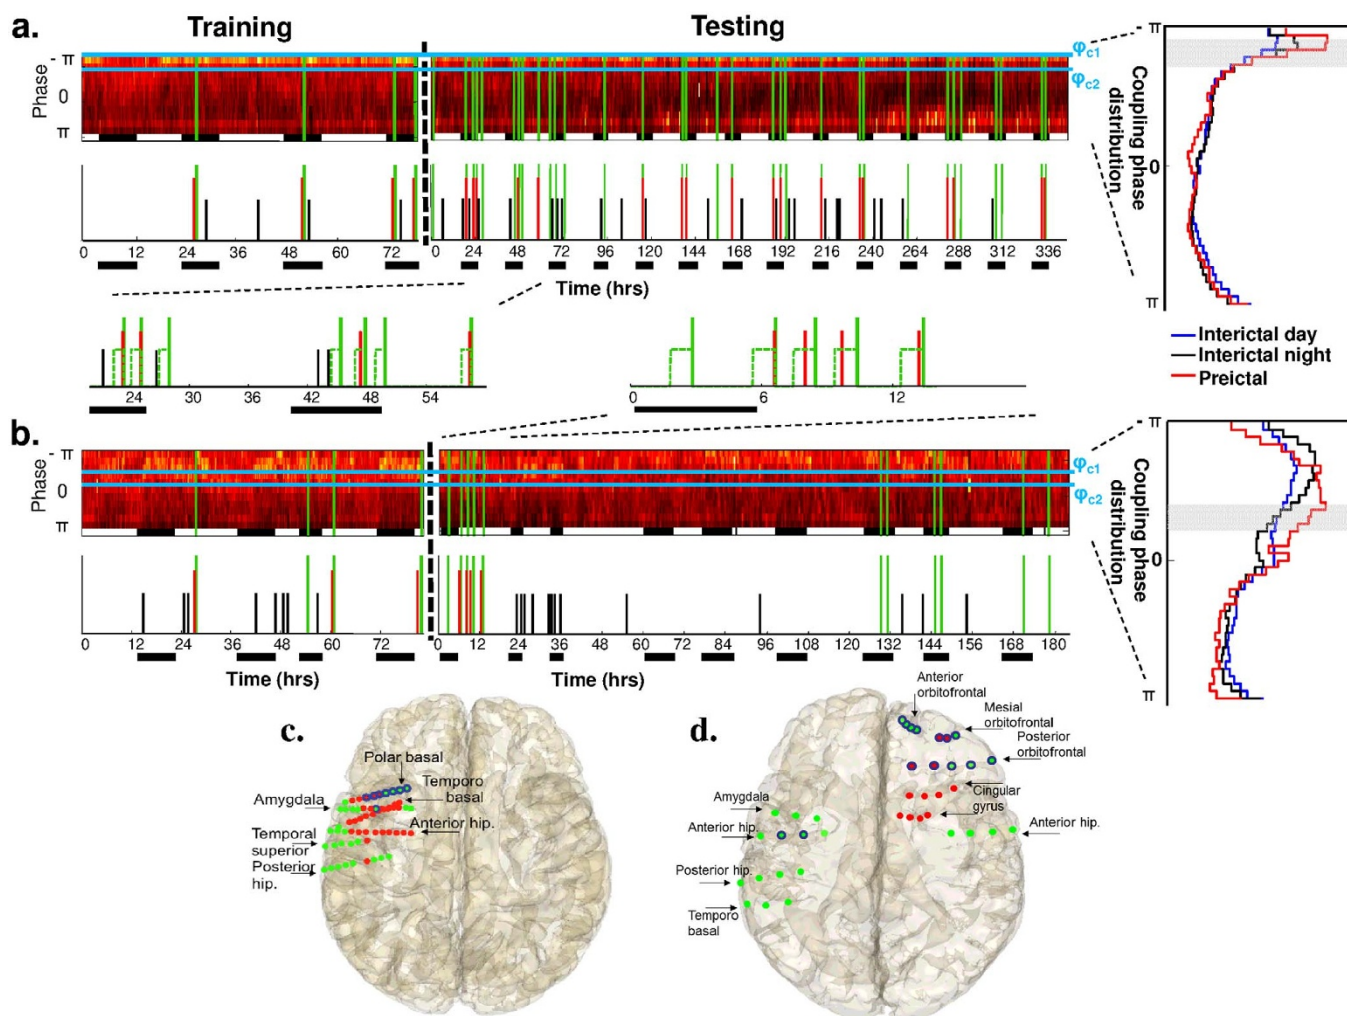 a. Training Testing
- π
φc1
Phase
0
φc2
π
- π
Coupling phase
distribution
0
π
0 12 24 36 48 60 72
0 24 48 72 96 120 144 168 192 216 240 264 288 312 336
Time (hrs)
24 30 36 42 48 54
6 12
Interictal day
Interictal night
Preictal
b.
- π
φc1
Phase
0
φc2
π
- π
Coupling phase
distribution
0
π
0 12 24 36 48 60 72
0 12 24 36 48 60 72 84 96 108 120 132 144 156 168 180
Time (hrs) Time (hrs)
c.
Polar basal
Temporo
basal
Amygdala
Anterior hip.
Temporal
superior
Posterior
hip.
d.
Anterior
orbitofrontal
Mesial
orbitofrontal
Posterior
orbitofrontal
Cingular
gyrus
Amygdala
Anterior hip.
Anterior hip.
Posterior hip.
Temporo
basal